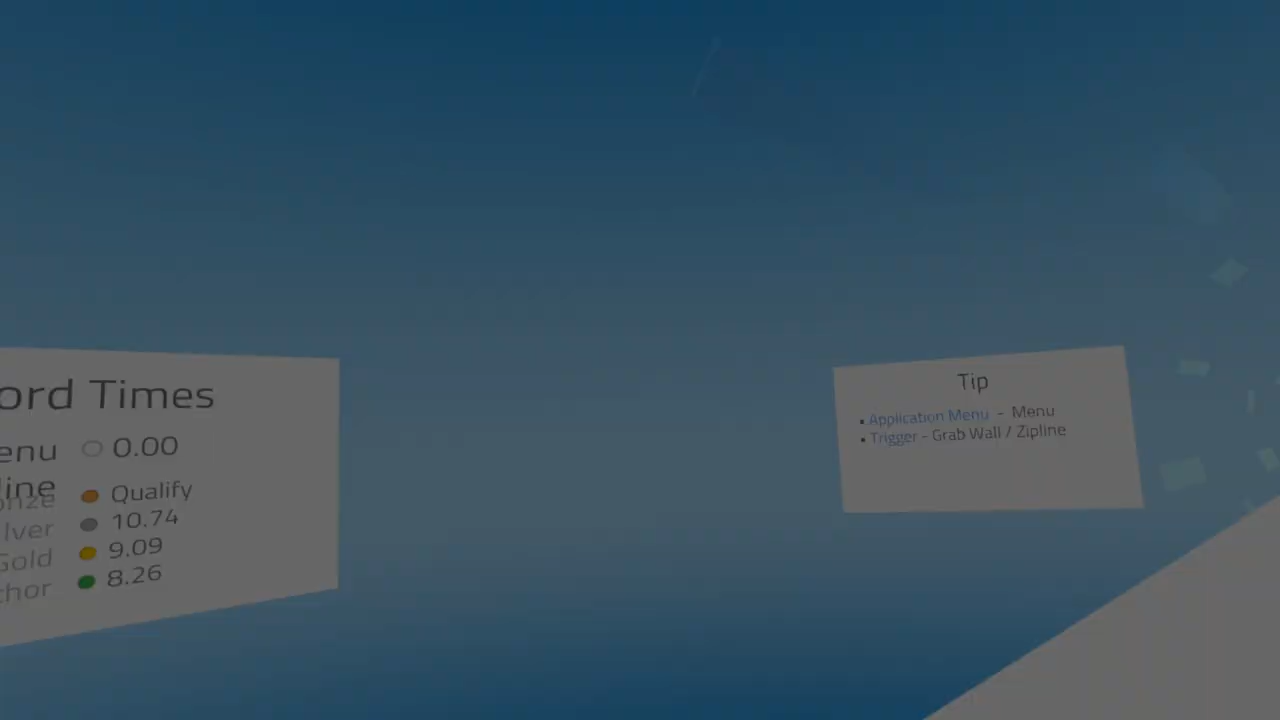 ord Times
enu 0.00
line
onze Qualify
lver 10.74
Gold 9.09
thor 8.26
Tip
• Application Menu - Menu
• Trigger - Grab Wall / Zipline